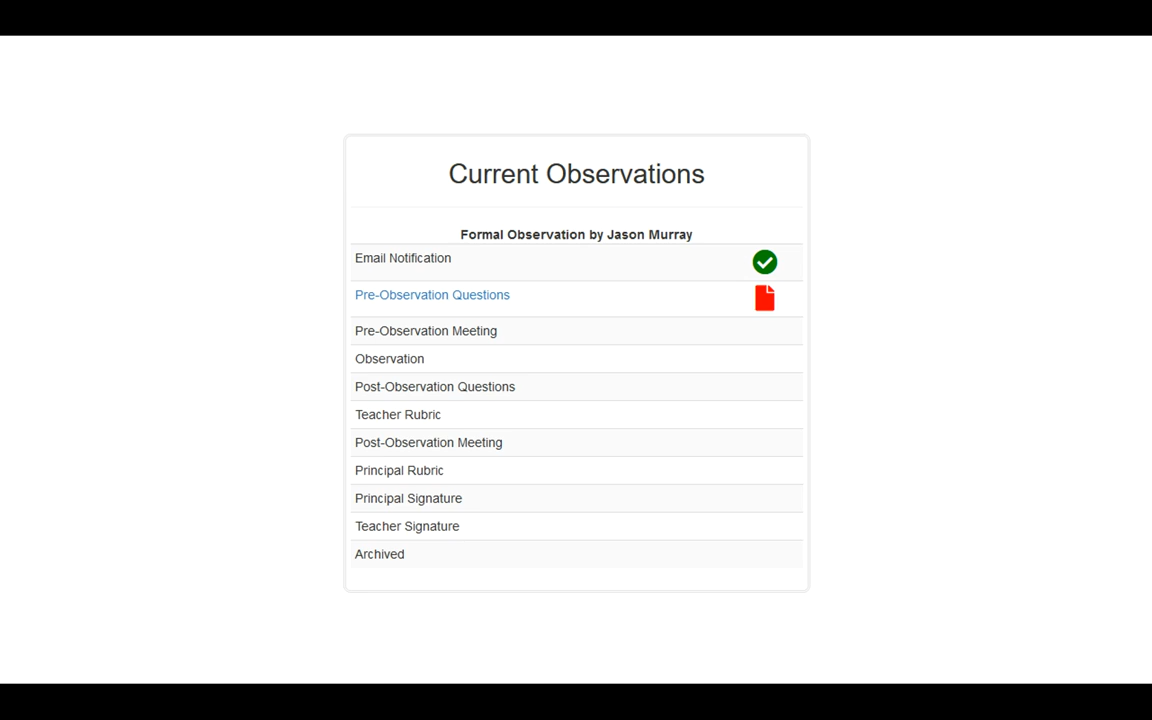 Current Observations
Formal Observation by Jason Murray
Email Notification
Pre-Observation Questions
Pre-Observation Meeting
Observation
Post-Observation Questions
Teacher Rubric
Post-Observation Meeting
Principal Rubric
Principal Signature
Teacher Signature
Archived